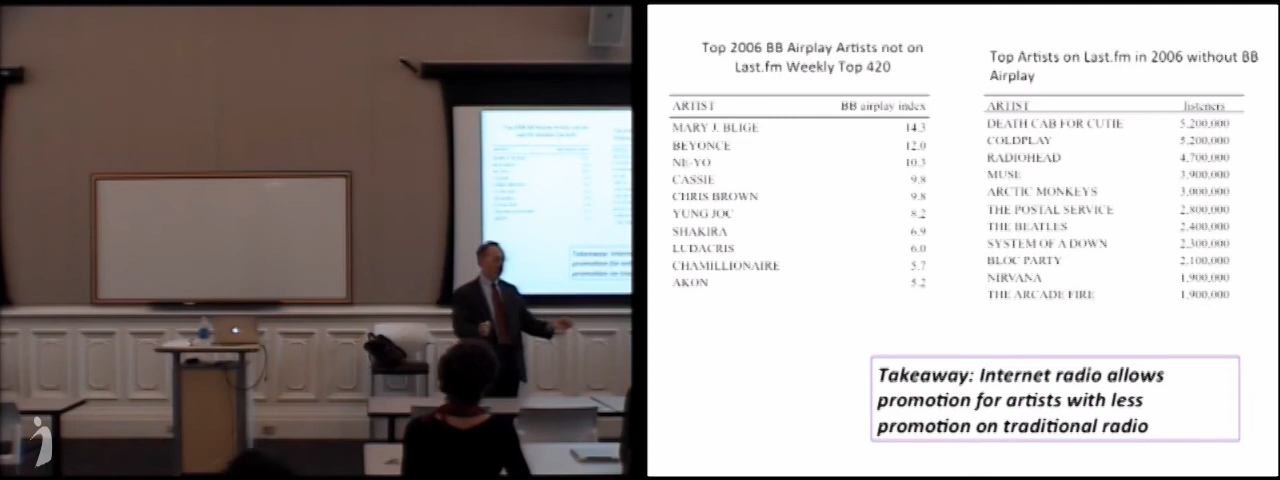 Top 2006 BB Airplay Artists not on
Last.fm Weekly Top 420
ARTIST BB airplay index
MARY J. BLIGE 14.3
BEYONCE 12.0
NE-YO 10.3
CASSIE 9.8
CHRIS BROWN 9.8
YUNG JOC 8.2
SHAKIRA 6.9
LUDACRIS 6.0
CHAMILLIONAIRE 5.7
AKON 5.2
Top Artists on Last.fm in 2006 without BB
Airplay
ARTIST listeners
DEATH CAB FOR CUTIE 5,200,000
COLDPLAY 5,200,000
RADIOHEAD 4,700,000
MUSE 3,900,000
ARCTIC MONKEYS 3,000,000
THE POSTAL SERVICE 2,800,000
THE BEATLES 2,400,000
SYSTEM OF A DOWN 2,300,000
BLOC PARTY 2,100,000
NIRVANA 1,900,000
THE ARCADE FIRE 1,900,000
Takeaway: Internet radio allows
promotion for artists with less
promotion on traditional radio